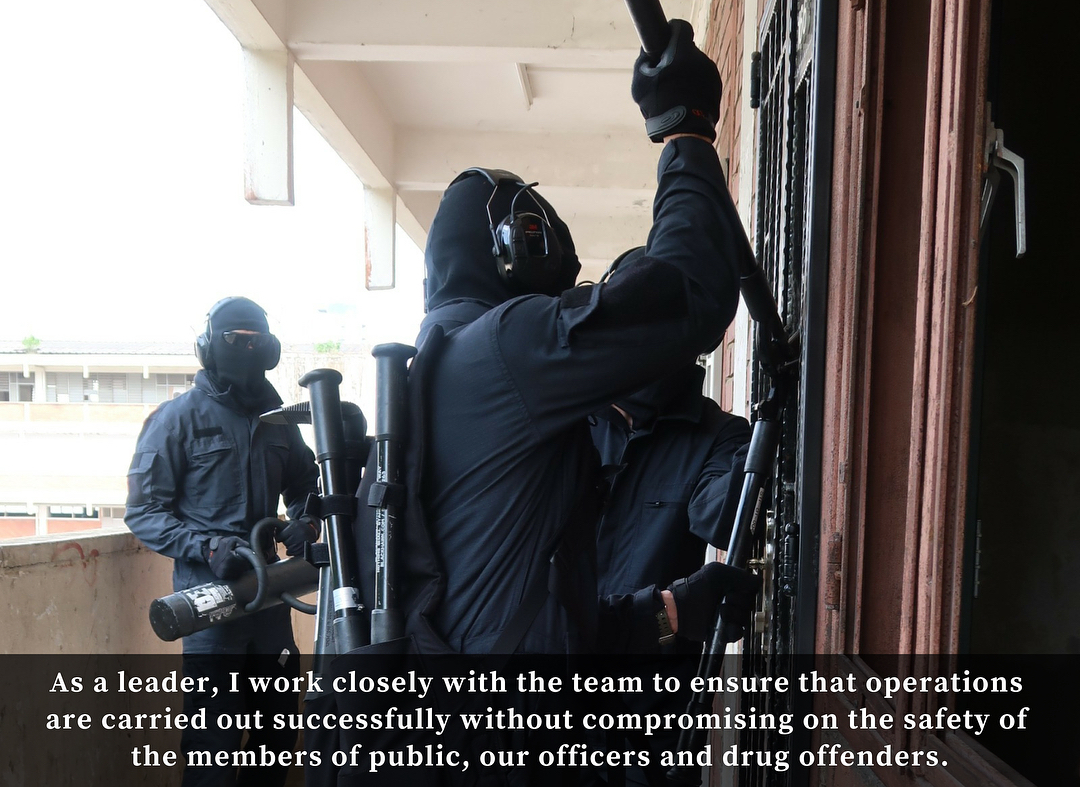 As a leader, I work closely with the team to ensure that operations
are carried out successfully without compromising on the safety of
the members of public, our officers and drug offenders.